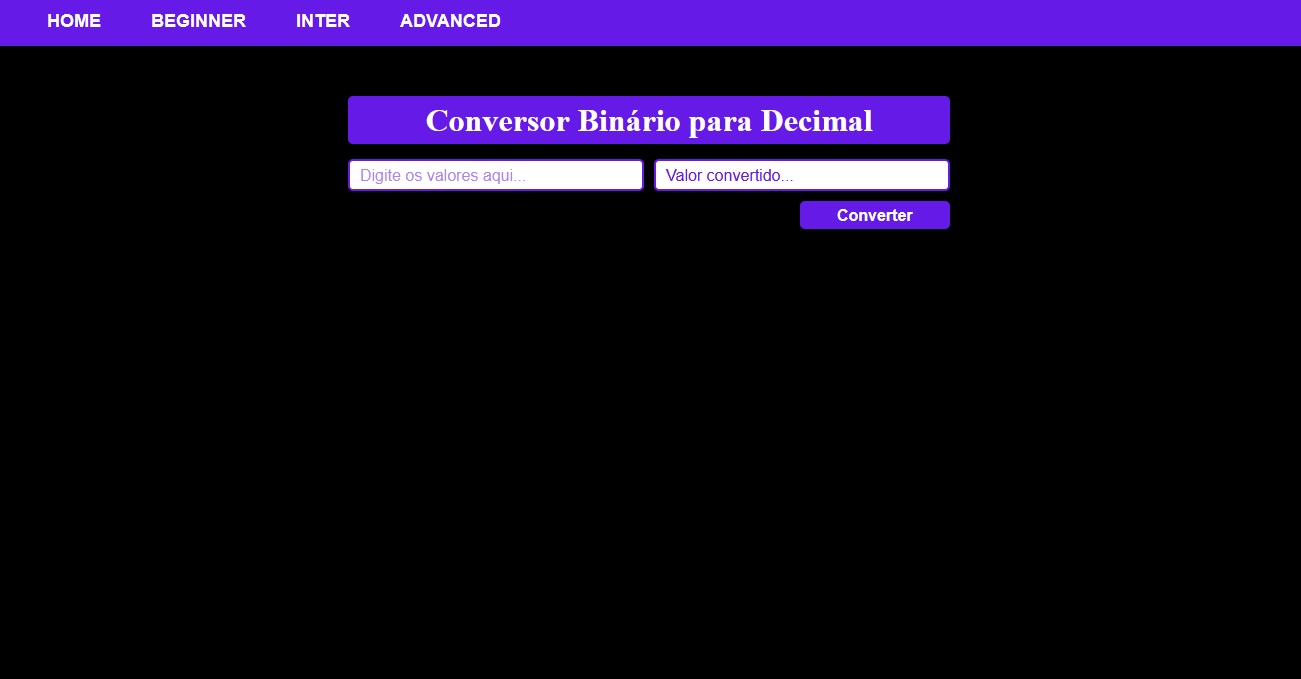 HOME BEGINNER INTER ADVANCED
Conversor Binário para Decimal
Digite os valores aqui... Valor convertido...
Converter